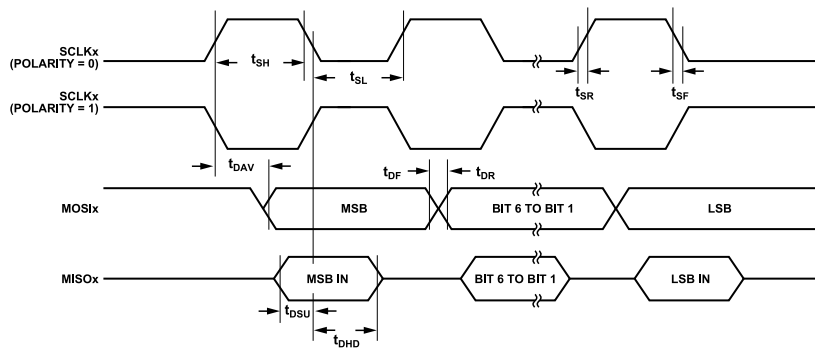 SCLKx
(POLARITY = 0)
tSH
tSL
tSR
tSF
SCLKx
(POLARITY = 1)
tDAV
tDF
tDR
MOSIx
MSB
BIT 6 TO BIT 1
LSB
MISOx
MSB IN
BIT 6 TO BIT 1
LSB IN
tDSU
tDHD